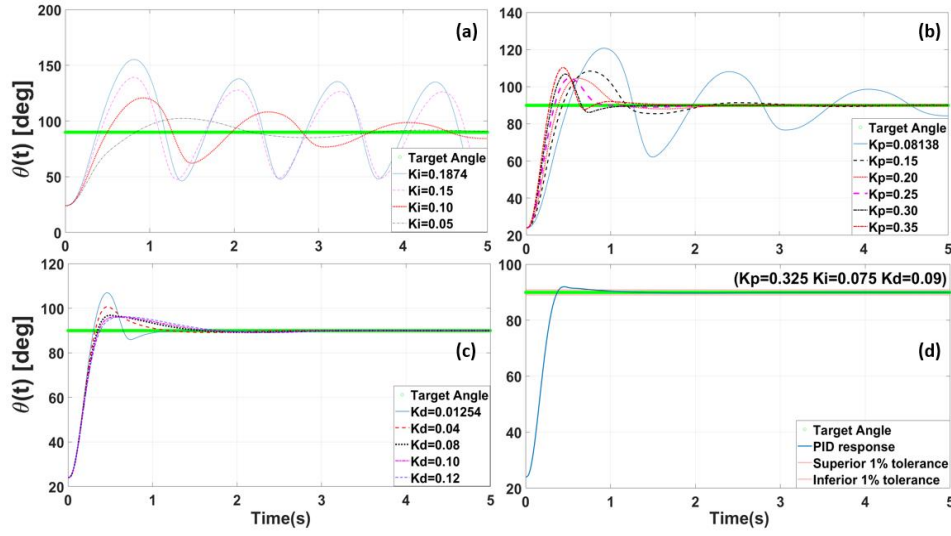 (a)
200
150
100
50
0
θ(t) [deg]
0 1 2 3 4 5
Target Angle
Ki=0.1874
Ki=0.15
Ki=0.10
Ki=0.05
(b)
140
120
100
80
60
40
20
0 1 2 3 4 5
Target Angle
Kp=0.08138
Kp=0.15
Kp=0.20
Kp=0.25
Kp=0.30
Kp=0.35
(c)
120
100
80
60
40
20
θ(t) [deg]
0 1 2 3 4 5
Time(s)
Target Angle
Kd=0.01254
Kd=0.04
Kd=0.08
Kd=0.10
Kd=0.12
(Kp=0.325 Ki=0.075 Kd=0.09)
(d)
100
80
60
40
20
0 1 2 3 4 5
Time(s)
Target Angle
PID response
Superior 1% tolerance
Inferior 1% tolerance